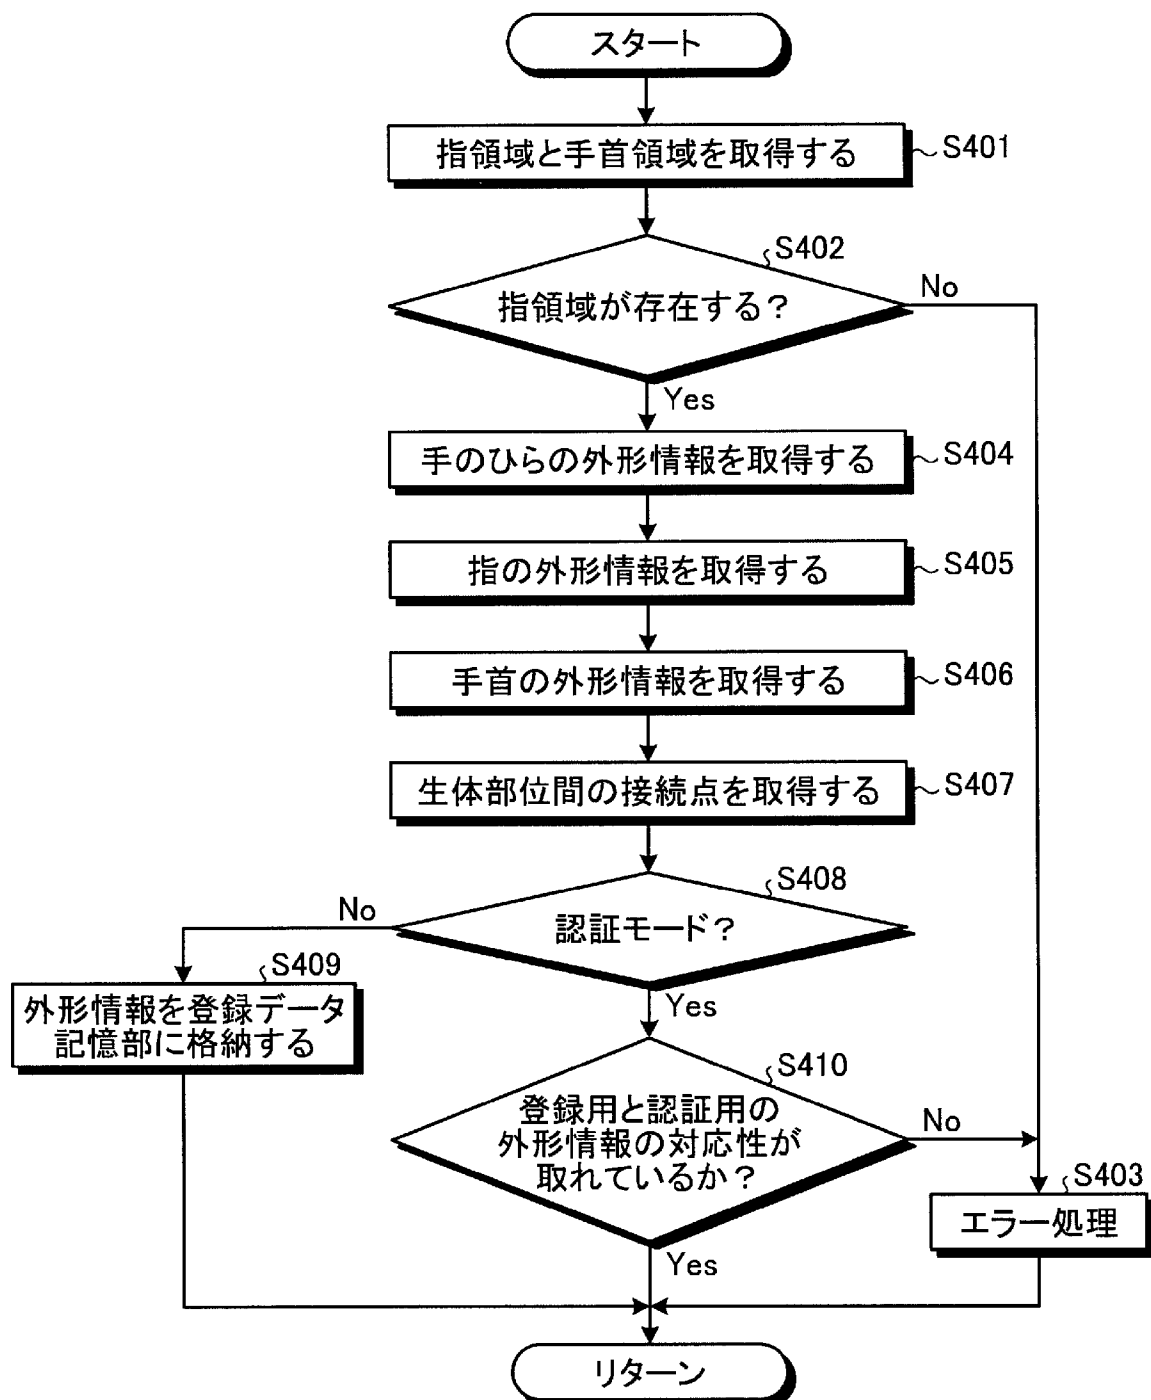 スタート
指領域と手首領域を取得する
S401
S402
指領域が存在する?
No
Yes
手のひらの外形情報を取得する
S404
指の外形情報を取得する
S405
手首の外形情報を取得する
S406
生体部位間の接続点を取得する
S407
S408
認証モード?
No
Yes
S409
外形情報を登録データ
記憶部に格納する
S410
登録用と認証用の
外形情報の対応性が
取れているか?
No
Yes
S403
エラー処理
リターン